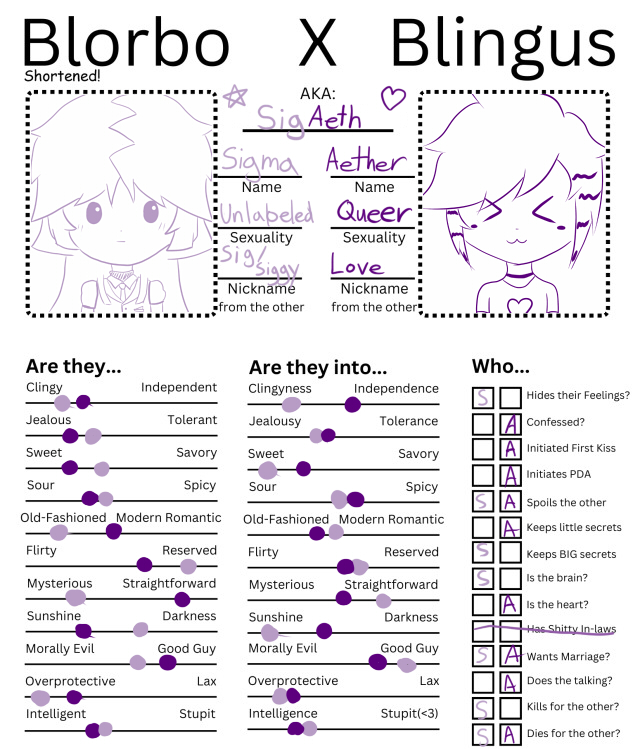 Blorbo X Blingus
Shortened!
AKA:
SigAeth
Sigma Aether
Name Name
Unlabeled Queer
Sexuality Sexuality
Sig/Siggy Love
Nickname Nickname
from the other from the other
Are they...
Clingy Independent
Jealous Tolerant
Sweet Savory
Sour Spicy
Old-Fashioned Modern Romantic
Flirty Reserved
Mysterious Straightforward
Sunshine Darkness
Morally Evil Good Guy
Overprotective Lax
Intelligent Stupit
Are they into...
Clingyness Independence
Jealousy Tolerance
Sweet Savory
Sour Spicy
Old-Fashioned Modern Romantic
Flirty Reserved
Mysterious Straightforward
Sunshine Darkness
Morally Evil Good Guy
Overprotective Lax
Intelligence Stupit(<3)
Who...
S Hides their Feelings?
A Confessed?
A Initiated First Kiss
A Initiates PDA
S A Spoils the other
A Keeps little secrets
S Keeps BIG secrets
S Is the brain?
A Is the heart?
Has Shitty In-laws
S A Wants Marriage?
A Does the talking?
S Kills for the other?
S A Dies for the other?